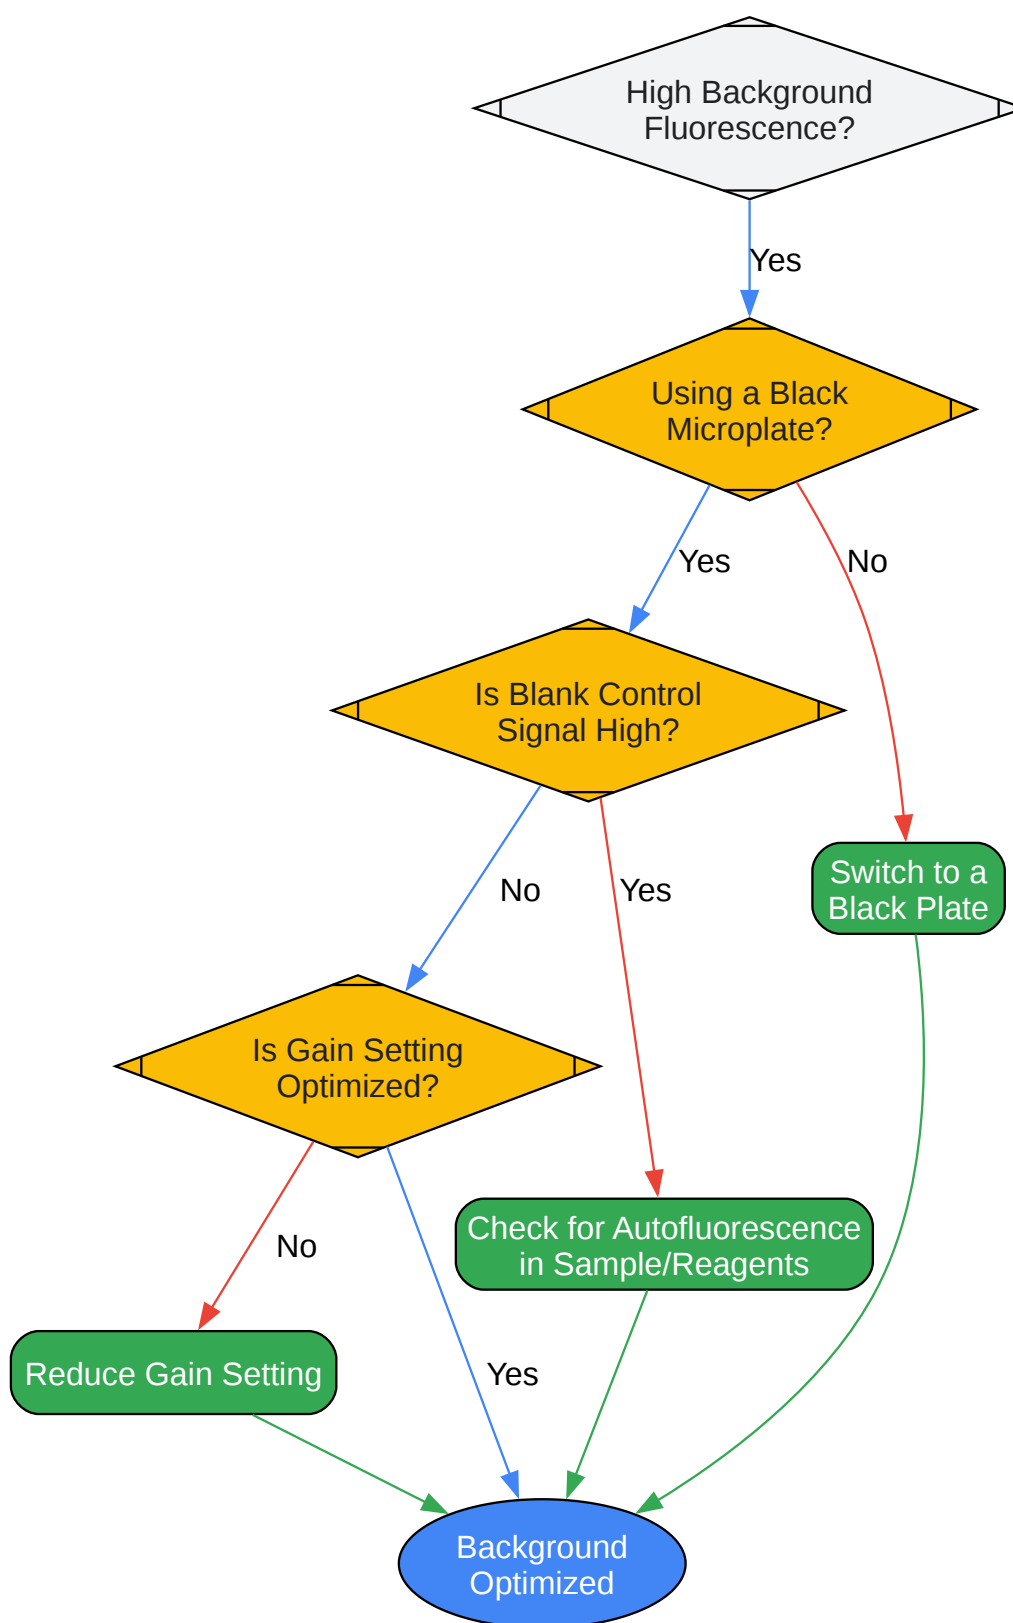 High Background
Fluorescence?
Yes
Using a Black
Microplate?
Yes
No
Is Blank Control
Signal High?
Switch to a
Black Plate
No
Yes
Is Gain Setting
Optimized?
Check for Autofluorescence
in Sample/Reagents
No
Reduce Gain Setting
Yes
Background
Optimized